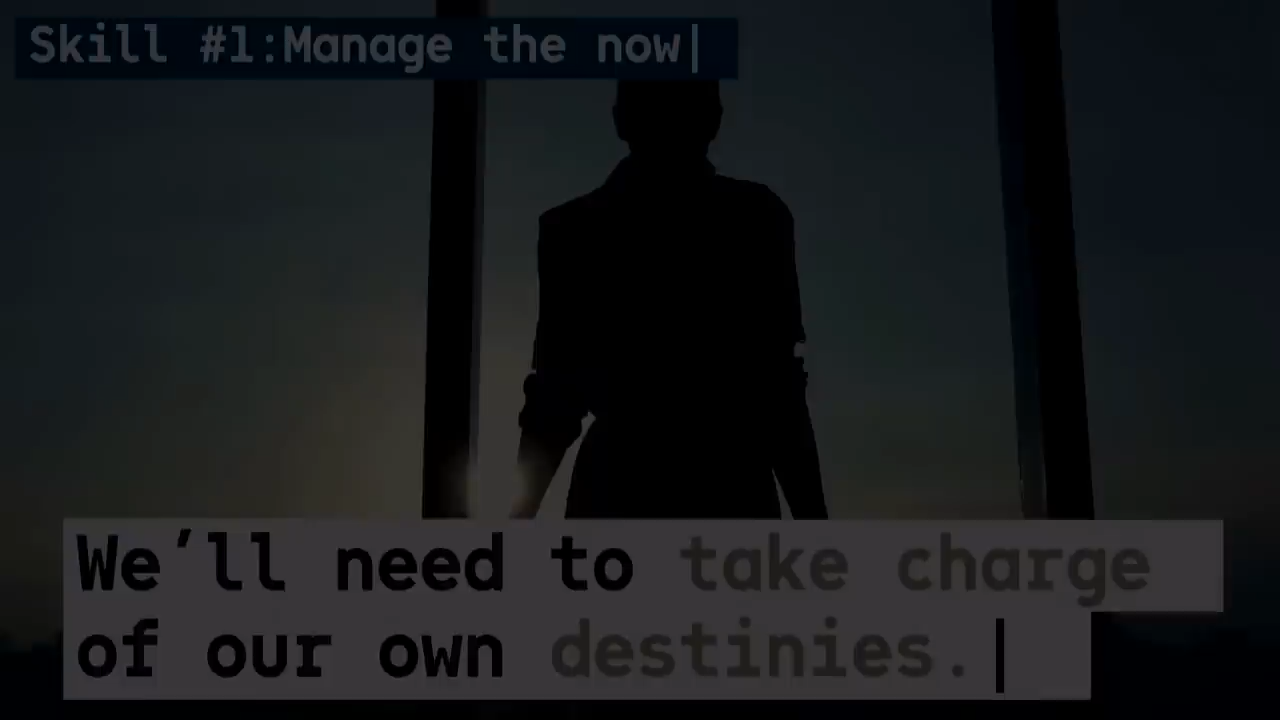 Skill #1:Manage the now|
We’ll need to take charge
of our own destinies.|